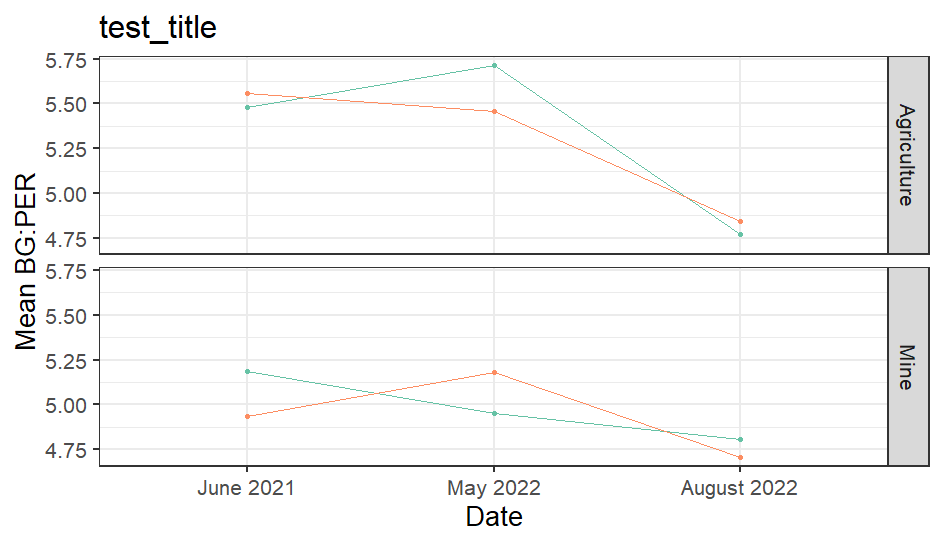 test_title
Mean BG:PER
5.75
5.50
5.25
5.00
4.75
Agriculture
5.75
5.50
5.25
5.00
4.75
Mine
June 2021
May 2022
August 2022
Date